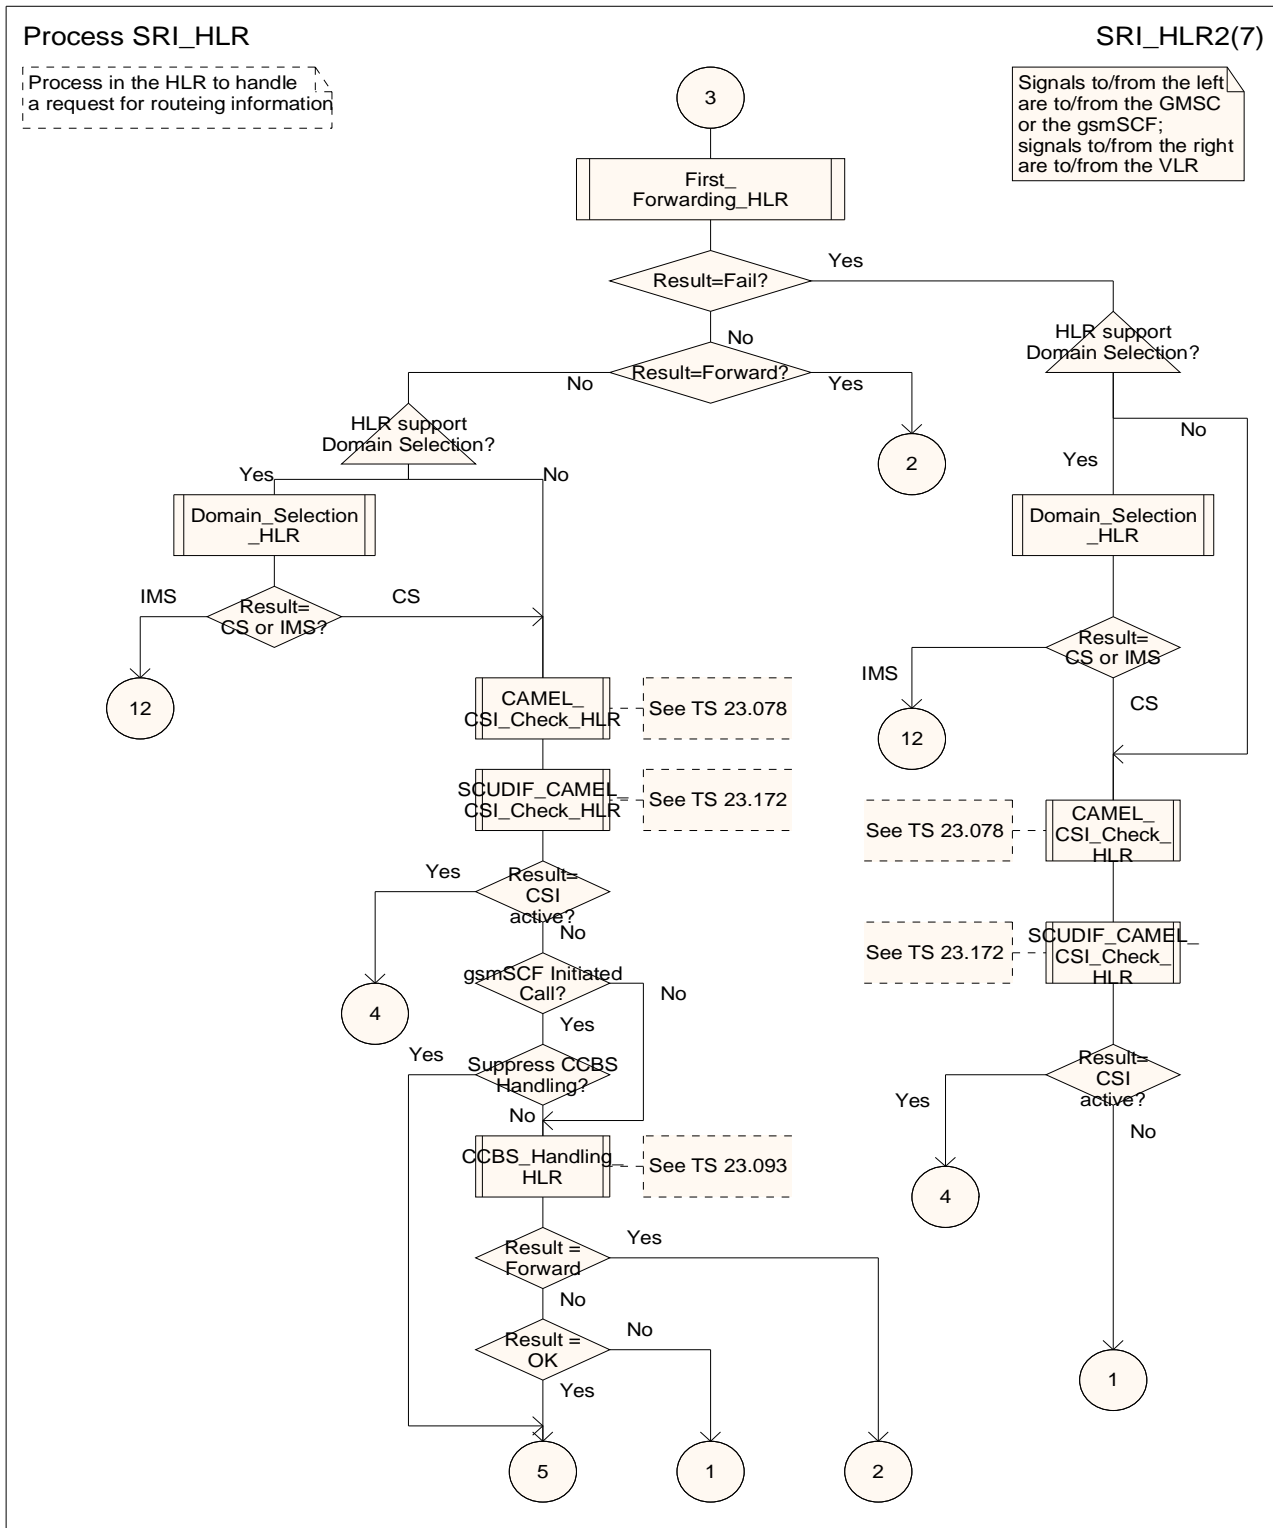 Process SRI_HLR
SRI_HLR2(7)
Process in the HLR to handle
a request for routeing information
Signals to/from the left
are to/from the GMSC
or the gsmSCF;
signals to/from the right
are to/from the VLR
3
First_
Forwarding_HLR
Result=Fail?
Yes
No
HLR support
Domain Selection?
Result=Forward?
No
Yes
HLR support
Domain Selection?
No
2
Yes
Yes
No
Domain_Selection
_HLR
Domain_Selection
_HLR
IMS
Result=
CS or IMS?
CS
Result=
CS or IMS
IMS
CS
12
CAMEL_
CSI_Check_HLR
See TS 23.078
12
SCUDIF_CAMEL_
CSI_Check_HLR
See TS 23.172
See TS 23.078
CAMEL_
CSI_Check_
HLR
Yes
Result=
CSI
active?
No
See TS 23.172
SCUDIF_CAMEL_
CSI_Check_
HLR
gsmSCF Initiated
Call?
No
4
Yes
Yes
Suppress CCBS
Handling?
No
Result=
CSI
active?
Yes
No
CCBS_Handling_
HLR
See TS 23.093
4
Result =
Forward
Yes
No
Result =
OK
No
Yes
1
5
1
2